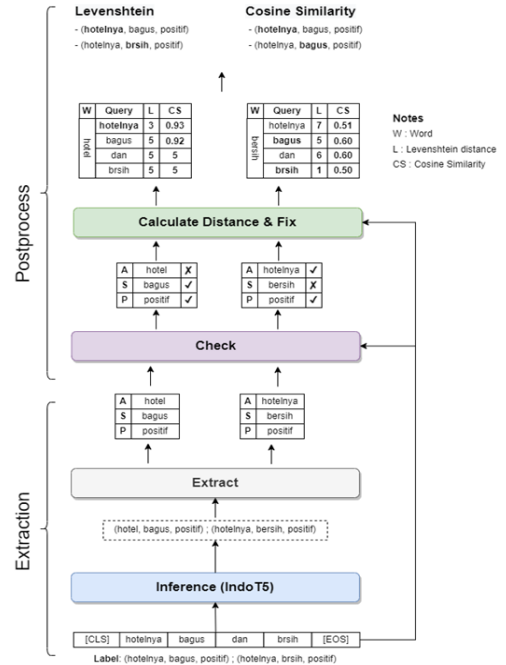 Levenshtein
- (hotelnya, bagus, positif)
- (hotelnya, brsih, positif)
Cosine Similarity
- (hotelnya, bagus, positif)
- (hotelnya, bagus, positif)
W Query L CS
hotel
hotelnya 3 0.93
bagus 5 0.92
dan 5 5
brsih 5 5
W Query L CS
bersih
hotelnya 7 0.51
bagus 5 0.60
dan 6 0.60
brsih 1 0.50
Notes
W : Word
L : Levenshtein distance
CS : Cosine Similarity
Postprocess
Calculate Distance & Fix
A hotel ✗
S bagus ✓
P positif ✓
A hotelnya ✓
S bersih ✗
P positif ✓
Check
A hotel
S bagus
P positif
A hotelnya
S bersih
P positif
Extraction
Extract
(hotel, bagus, positif) ; (hotelnya, bersih, positif)
Inference (IndoT5)
[CLS] hotelnya bagus dan brsih [EOS]
Label: (hotelnya, bagus, positif) ; (hotelnya, brsih, positif)